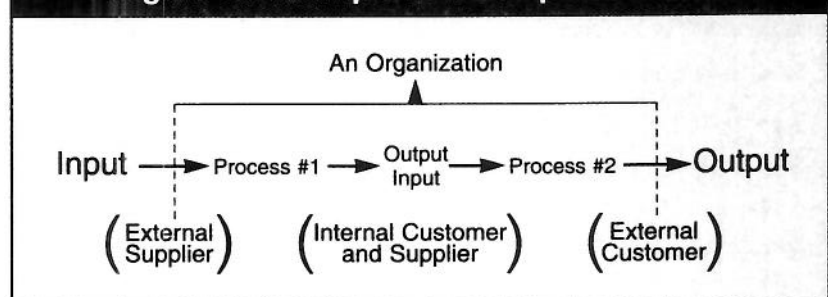 An Organization
Input Process #1 Output Process #2 Output
Input
(External (Internal Customer (External
Supplier) and Supplier) Customer)